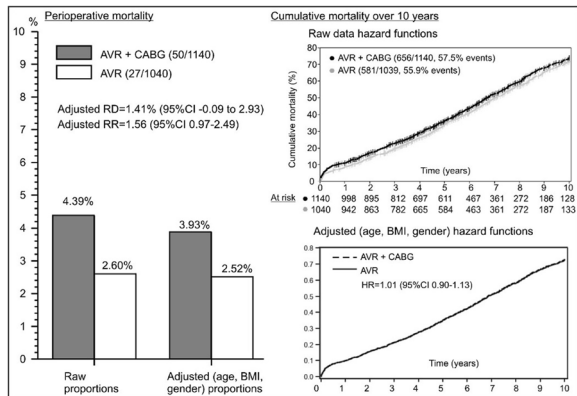 Perioperative mortality
%
10
9
8
7
6
5
4
3
2
1
0
AVR + CABG (50/1140)
AVR (27/1040)
Adjusted RD=1.41% (95%CI -0.09 to 2.93)
Adjusted RR=1.56 (95%CI 0.97-2.49)
4.39%
2.60%
3.93%
2.52%
Raw
proportions
Adjusted (age, BMI,
gender) proportions
Cumulative mortality over 10 years
Raw data hazard functions
Cumulative mortality (%)
80
70
60
50
40
30
20
10
0
AVR + CABG (656/1140, 57.5% events)
AVR (581/1039, 55.9% events)
Time (years)
0 1 2 3 4 5 6 7 8 9 10
At risk
1140 998 895 812 697 611 467 361 272 186 128
1040 942 863 782 665 584 463 361 272 187 133
Adjusted (age, BMI, gender) hazard functions
0.8
0.7
0.6
0.5
0.4
0.3
0.2
0.1
0.0
AVR + CABG
AVR
HR=1.01 (95%CI 0.90-1.13)
Time (years)
0 1 2 3 4 5 6 7 8 9 10